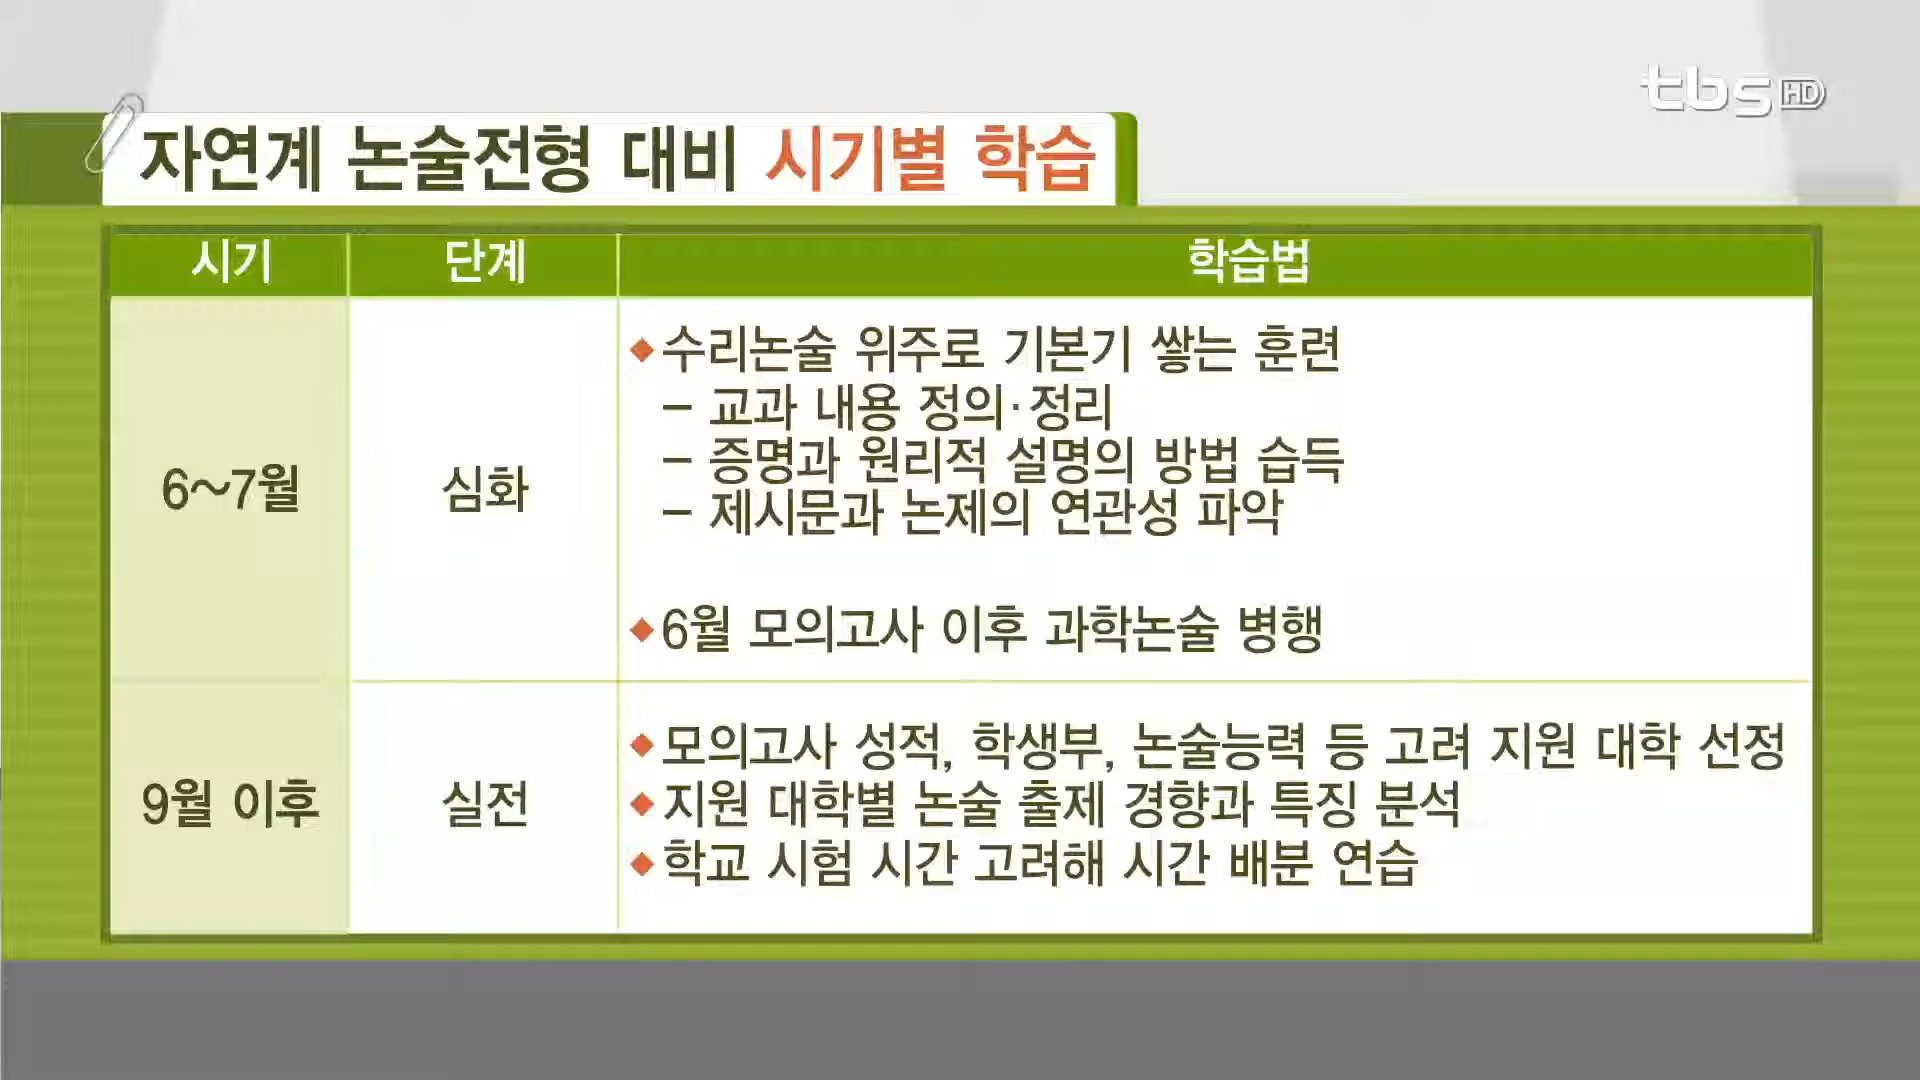 tbs HD
자연계 논술전형 대비 시기별 학습
시기 단계 학습법
6~7월 심화
◆수리논술 위주로 기본기 쌓는 훈련
– 교과 내용 정의·정리
– 증명과 원리적 설명의 방법 습득
– 제시문과 논제의 연관성 파악
◆6월 모의고사 이후 과학논술 병행
9월 이후 실전
◆모의고사 성적, 학생부, 논술능력 등 고려 지원 대학 선정
◆지원 대학별 논술 출제 경향과 특징 분석
◆학교 시험 시간 고려해 시간 배분 연습